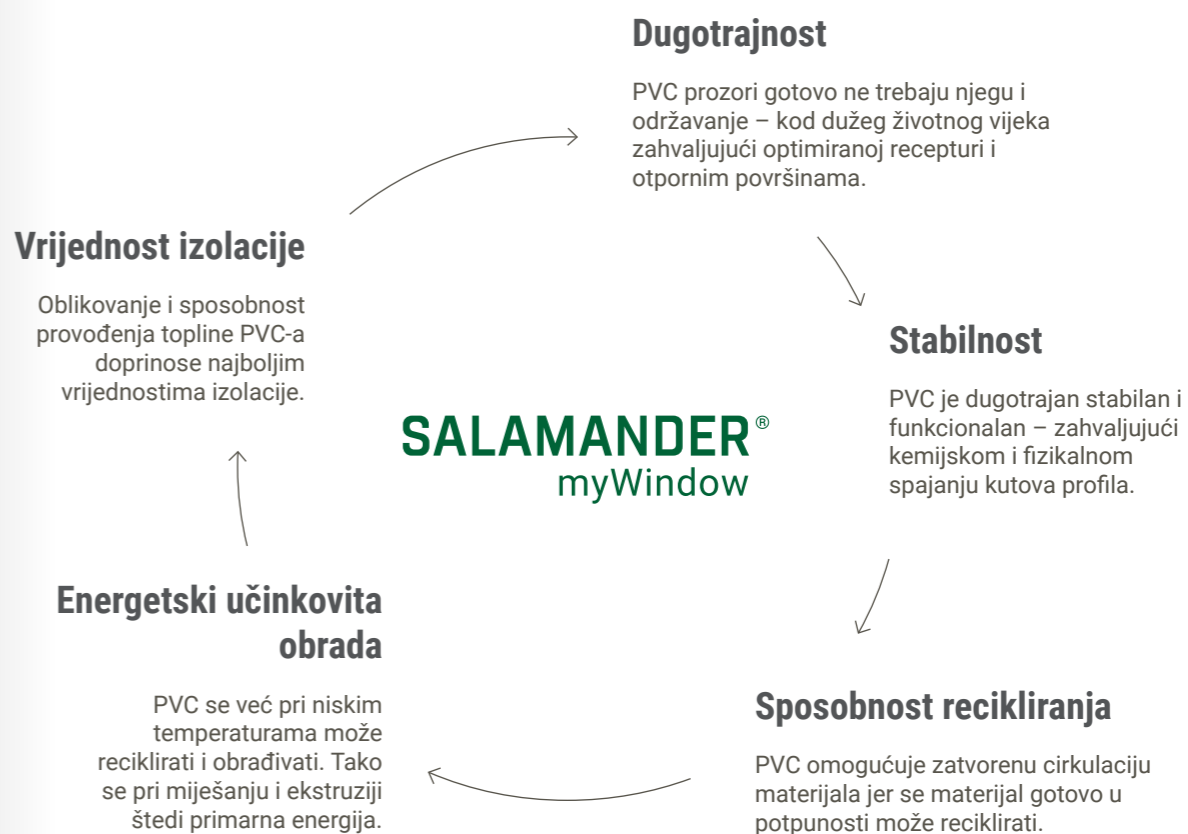 Dugotrajnost
PVC prozori gotovo ne trebaju njegu i
održavanje – kod dužeg životnog vijeka
zahvaljujući optimiranoj recepturi i
otpornim površinama.
Vrijednost izolacije
Oblikovanje i sposobnost
provođenja topline PVC-a
doprinose najboljim
vrijednostima izolacije.
Stabilnost
PVC je dugotrajan stabilan i
funkcionalan – zahvaljujući
kemijskom i fizikalnom
spajanju kutova profila.
SALAMANDER®
myWindow
Energetski učinkovita
obrada
PVC se već pri niskim
temperaturama može
reciklirati i obrađivati. Tako
se pri miješanju i ekstruziji
štedi primarna energija.
Sposobnost recikliranja
PVC omogućuje zatvorenu cirkulaciju
materijala jer se materijal gotovo u
potpunosti može reciklirati.